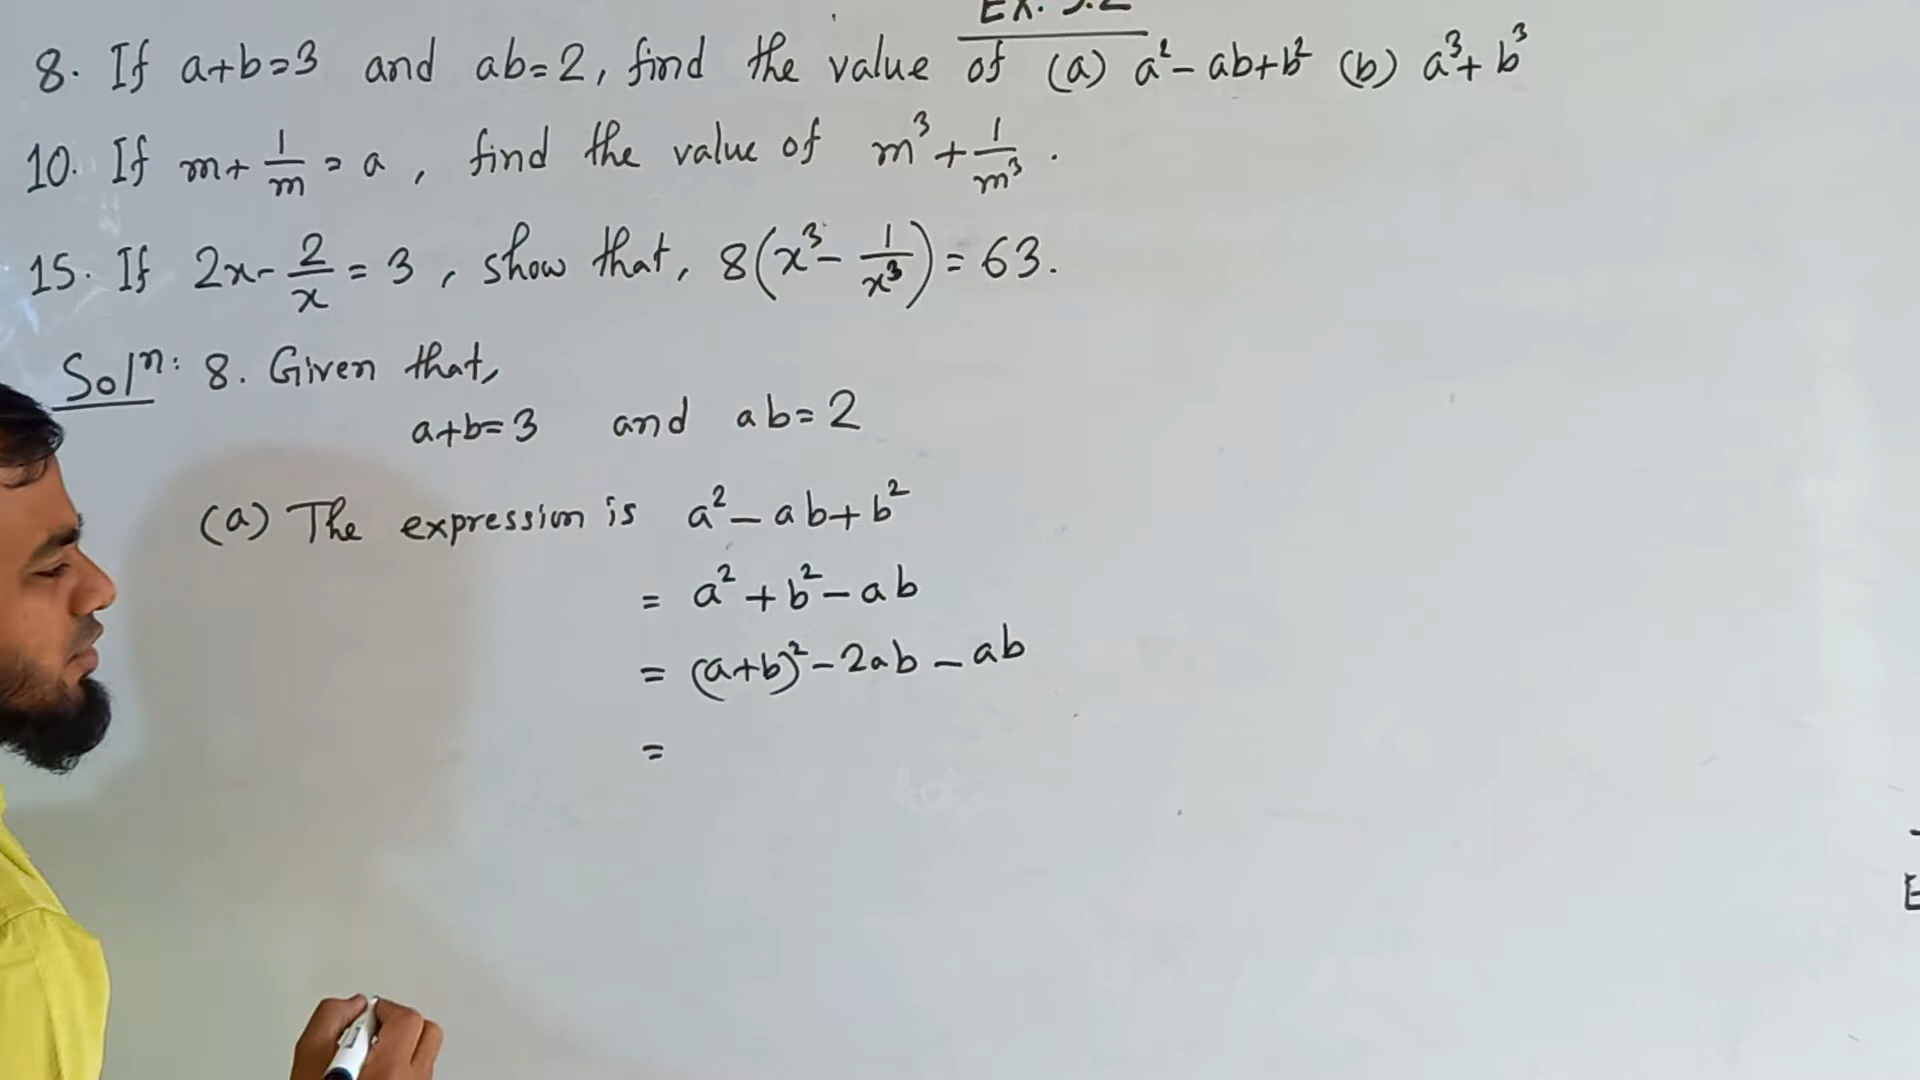 Ex. 3.2
8. If a+b=3 and ab=2, find the value of (a) a²-ab+b² (b) a³+b³
10. If m+1/m=a, find the value of m³+1/m³.
15. If 2x-2/x=3, show that, 8(x³-1/x³)=63.
Solⁿ: 8. Given that,
a+b=3 and ab=2
(a) The expression is a²-ab+b²
= a²+b²-ab
= (a+b)²-2ab-ab
=